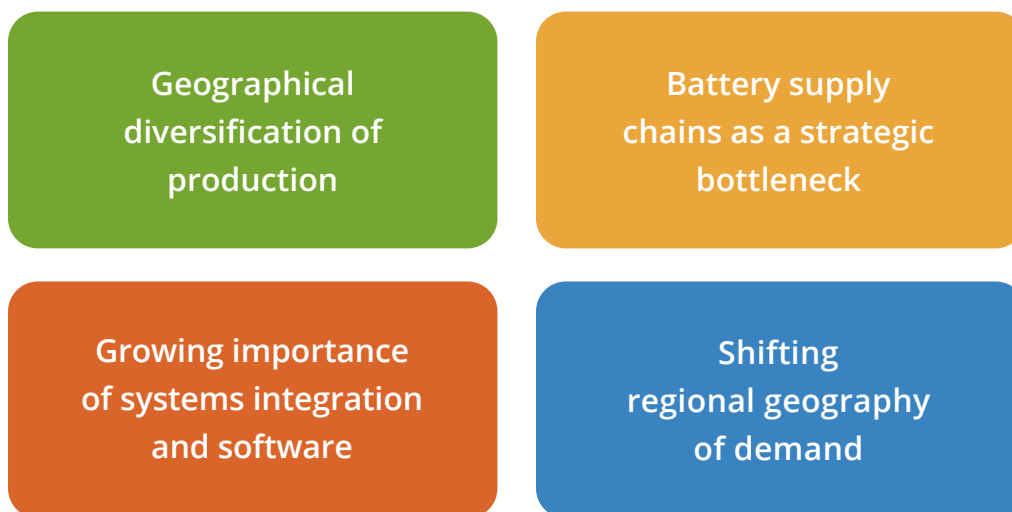 Geographical
diversification of
production
Battery supply
chains as a strategic
bottleneck
Growing importance
of systems integration
and software
Shifting
regional geography
of demand